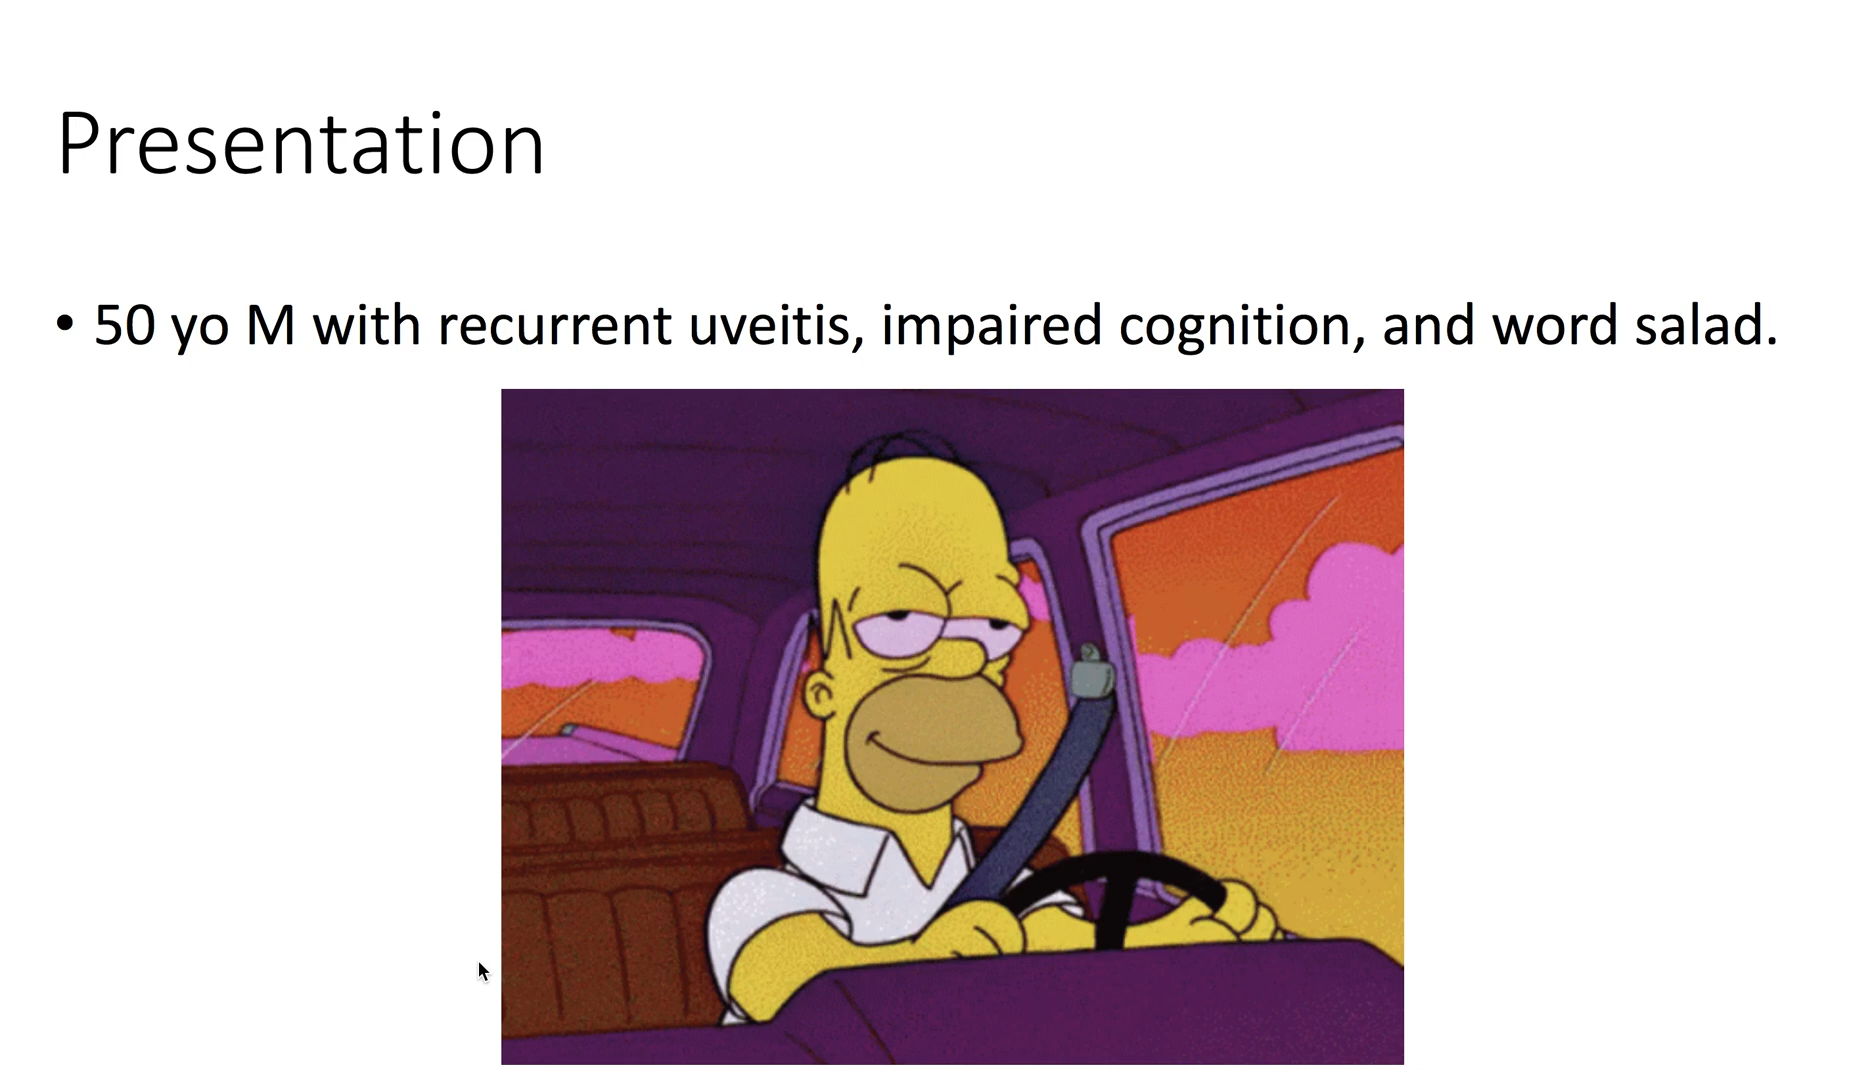 Presentation
• 50 yo M with recurrent uveitis, impaired cognition, and word salad.